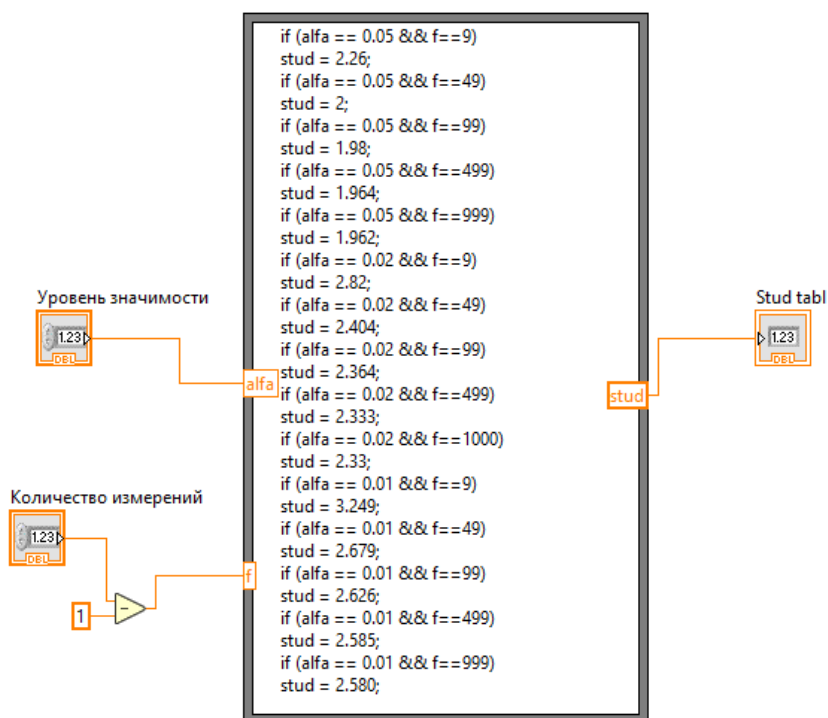 if (alfa == 0.05 && f==9)
stud = 2.26;
if (alfa == 0.05 && f==49)
stud = 2;
if (alfa == 0.05 && f==99)
stud = 1.98;
if (alfa == 0.05 && f==499)
stud = 1.964;
if (alfa == 0.05 && f==999)
stud = 1.962;
if (alfa == 0.02 && f==9)
stud = 2.82;
if (alfa == 0.02 && f==49)
stud = 2.404;
if (alfa == 0.02 && f==99)
stud = 2.364;
if (alfa == 0.02 && f==499)
stud = 2.333;
if (alfa == 0.02 && f==1000)
stud = 2.33;
if (alfa == 0.01 && f==9)
stud = 3.249;
if (alfa == 0.01 && f==49)
stud = 2.679;
if (alfa == 0.01 && f==99)
stud = 2.626;
if (alfa == 0.01 && f==499)
stud = 2.585;
if (alfa == 0.01 && f==999)
stud = 2.580;
Уровень значимости
1.23
DBL
alfa
Количество измерений
1.23
DBL
1
f
stud
Stud tabl
1.23
DBL